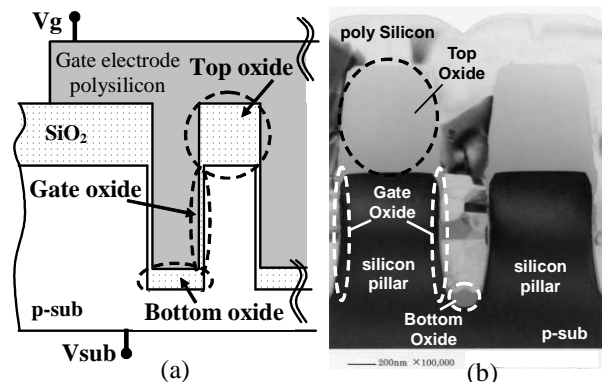 Vg
Gate electrode
polysilicon
Top oxide
SiO₂
Gate oxide
Bottom oxide
p-sub
Vsub
(a)
poly Silicon
Top
Oxide
Gate
Oxide
silicon
pillar
silicon
pillar
Bottom
Oxide
p-sub
200nm ×100,000
(b)